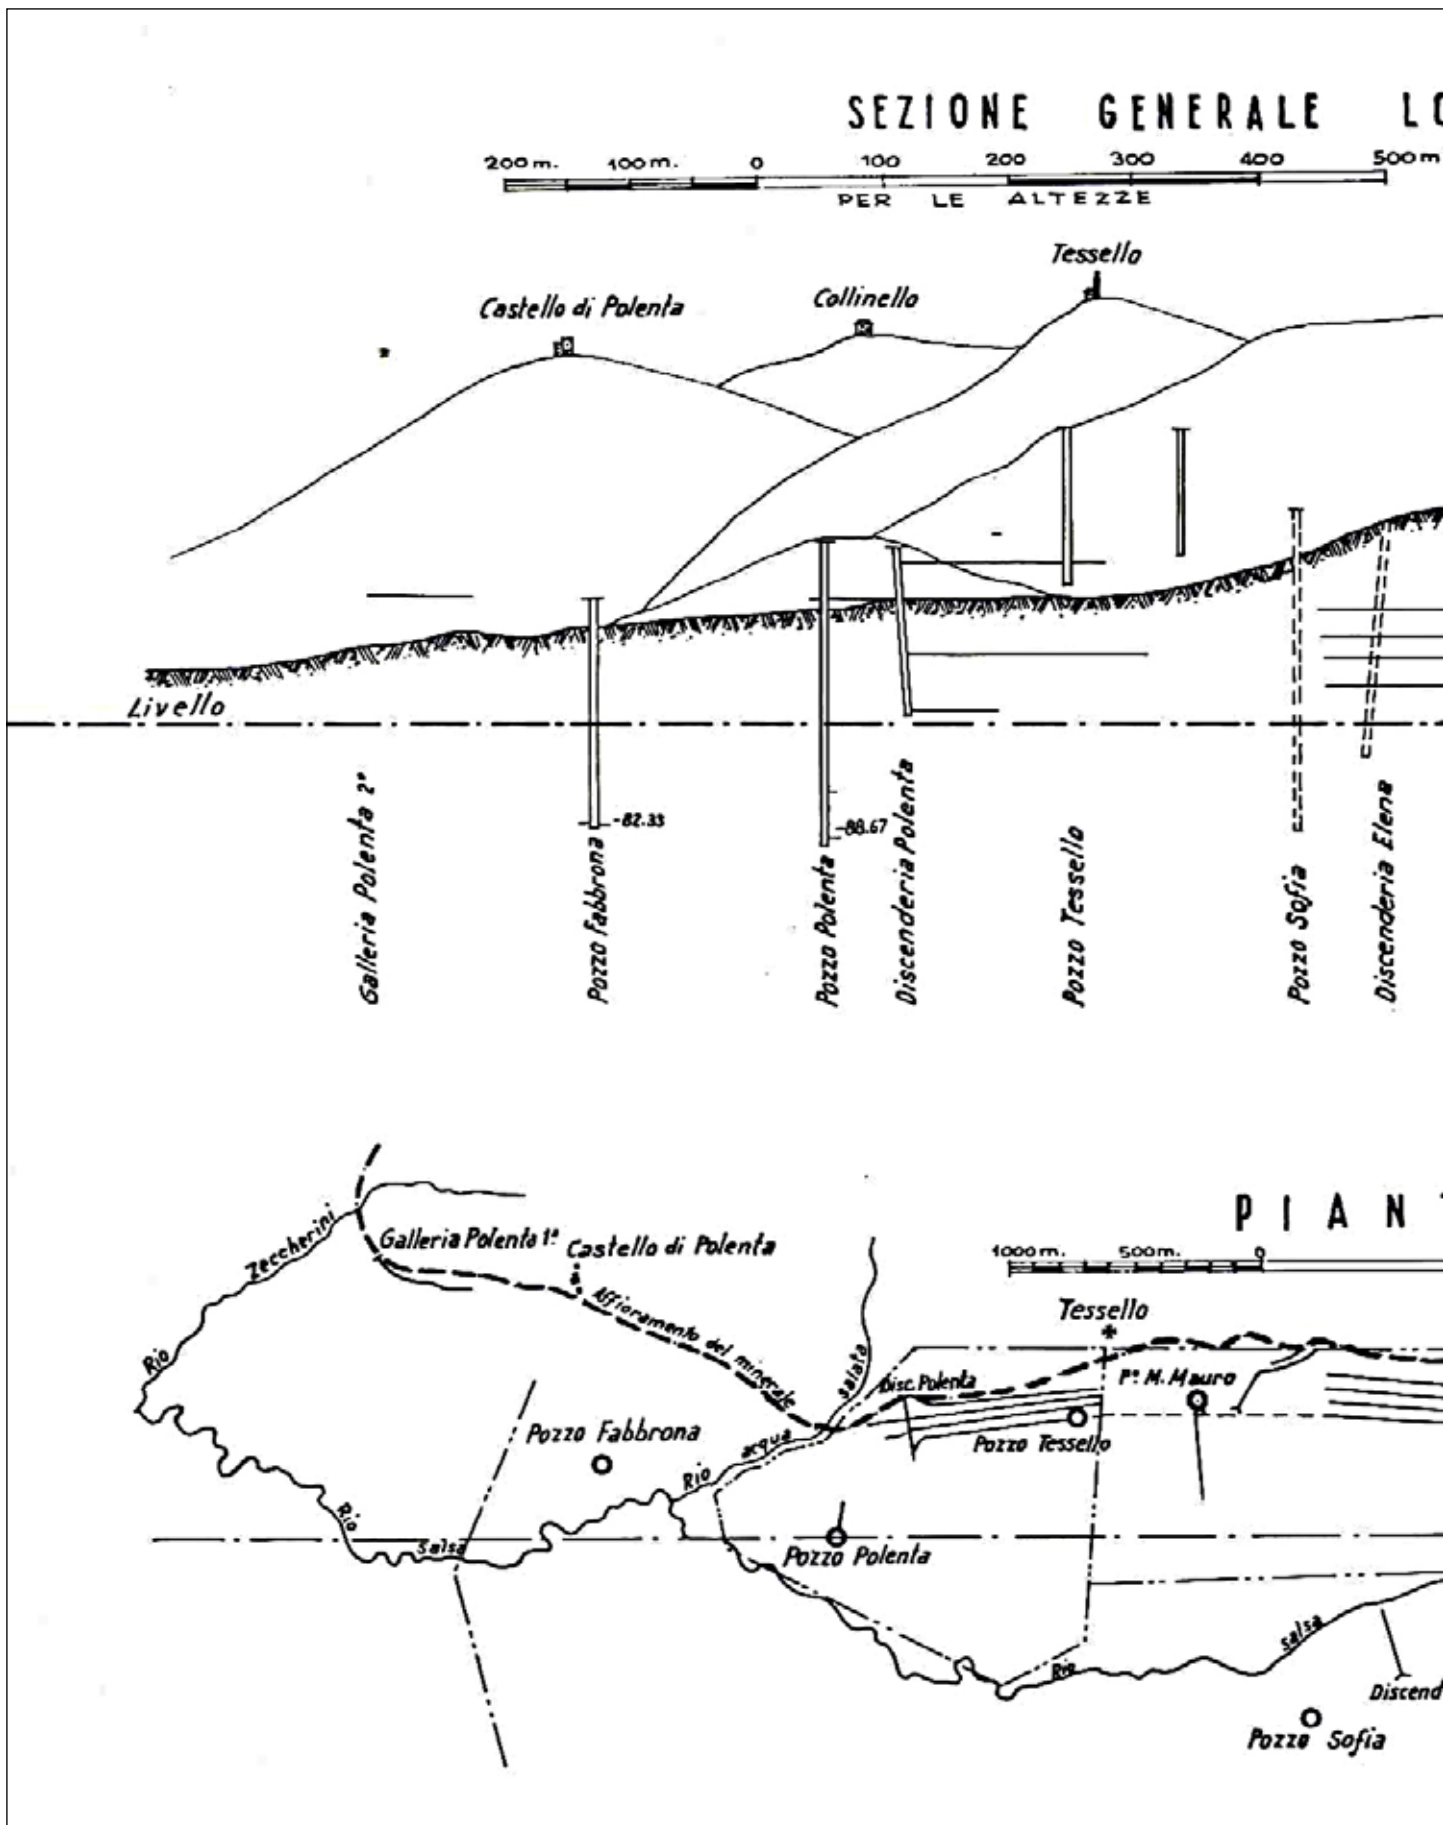 SEZIONE GENERALE LO
200 m. 100 m. 0 100 200 300 400 500 m
PER LE ALTEZZE
Tessello
Collinello
Castello di Polenta
Livello
-82.33
-88.67
Galleria Polenta 2ª
Pozzo Fabbrona
Pozzo Polenta
Discenderia Polenta
Pozzo Tessello
Pozzo Sofia
Discenderia Elena
PIAN
1000 m. 500 m. 0
Rio Zeccherini
Galleria Polenta 1ª
Castello di Polenta
Affioramento del minerale
Tessello
Disc. Polenta
Pº M. Mauro
Pozzo Fabbrona
Rio acqua salata
Pozzo Tessello
Rio Salsa
Pozzo Polenta
Rio salsa
Discend
Pozzo Sofia